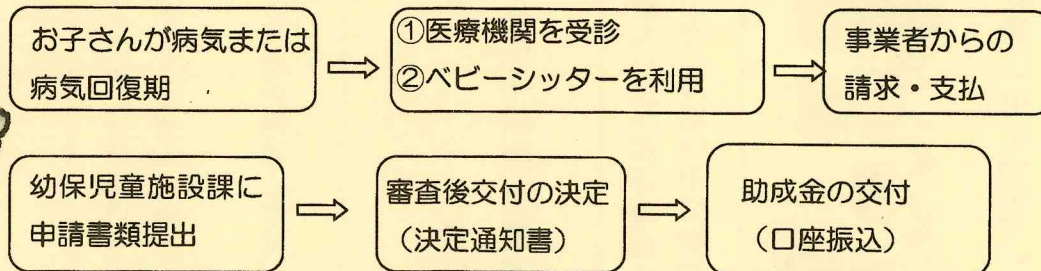 お子さんが病気または
病気回復期
①医療機関を受診
②ベビーシッターを利用
事業者からの
請求・支払
幼保児童施設課に
申請書類提出
審査後交付の決定
（決定通知書）
助成金の交付
（口座振込）